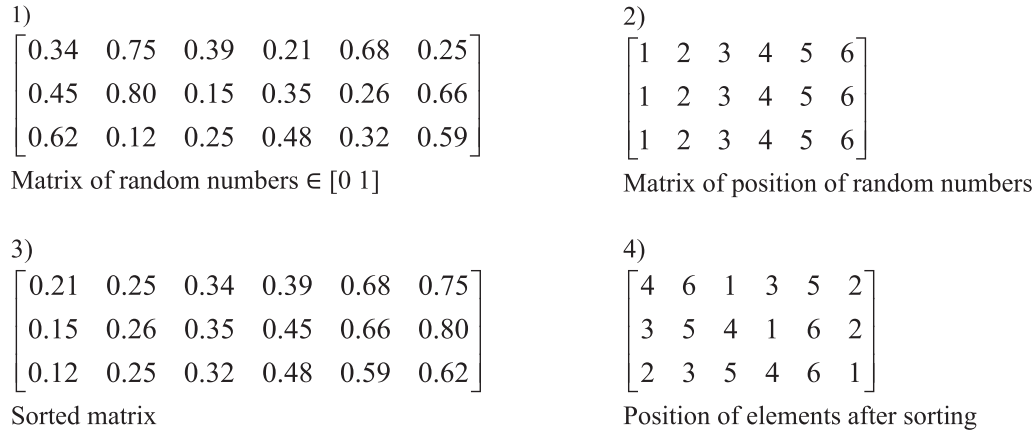 1)
0.34 0.75 0.39 0.21 0.68 0.25
0.45 0.80 0.15 0.35 0.26 0.66
0.62 0.12 0.25 0.48 0.32 0.59
Matrix of random numbers ∈ [0 1]
2)
1 2 3 4 5 6
1 2 3 4 5 6
1 2 3 4 5 6
Matrix of position of random numbers
3)
0.21 0.25 0.34 0.39 0.68 0.75
0.15 0.26 0.35 0.45 0.66 0.80
0.12 0.25 0.32 0.48 0.59 0.62
Sorted matrix
4)
4 6 1 3 5 2
3 5 4 1 6 2
2 3 5 4 6 1
Position of elements after sorting